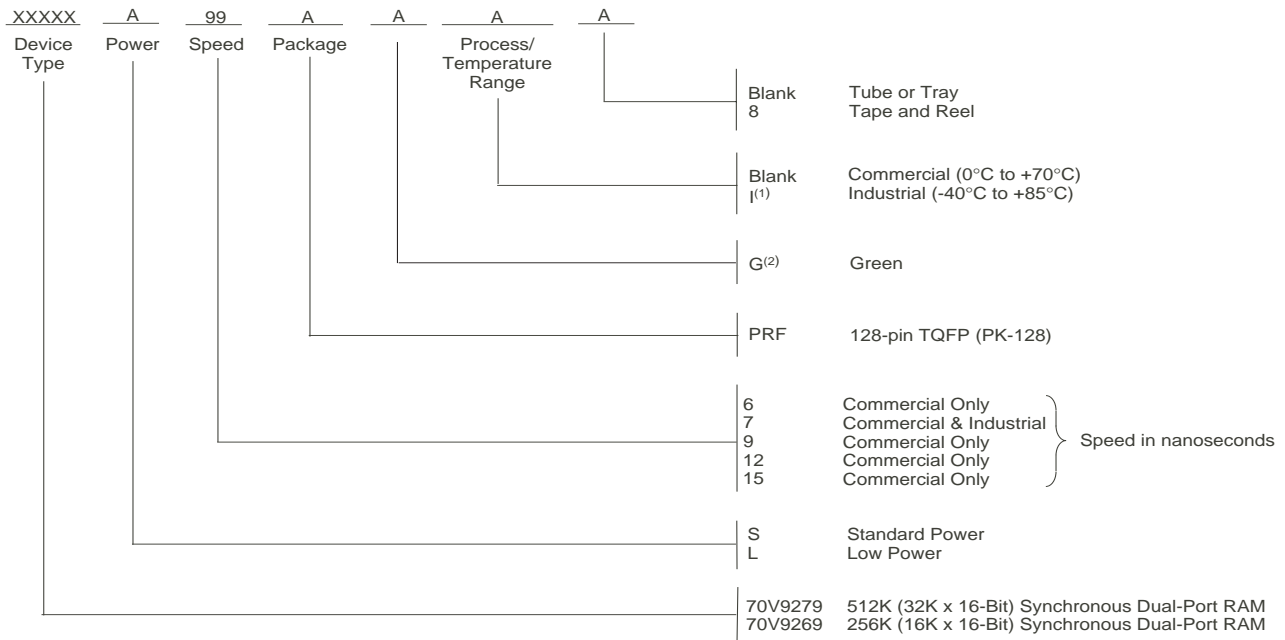 XXXXX A 99 A A A A
Device Type Power Speed Package Process/ Temperature Range
Blank Tube or Tray
8 Tape and Reel
Blank Commercial (0°C to +70°C)
I(1) Industrial (-40°C to +85°C)
G(2) Green
PRF 128-pin TQFP (PK-128)
6 Commercial Only
7 Commercial & Industrial
9 Commercial Only
12 Commercial Only
15 Commercial Only
Speed in nanoseconds
S Standard Power
L Low Power
70V9279 512K (32K x 16-Bit) Synchronous Dual-Port RAM
70V9269 256K (16K x 16-Bit) Synchronous Dual-Port RAM